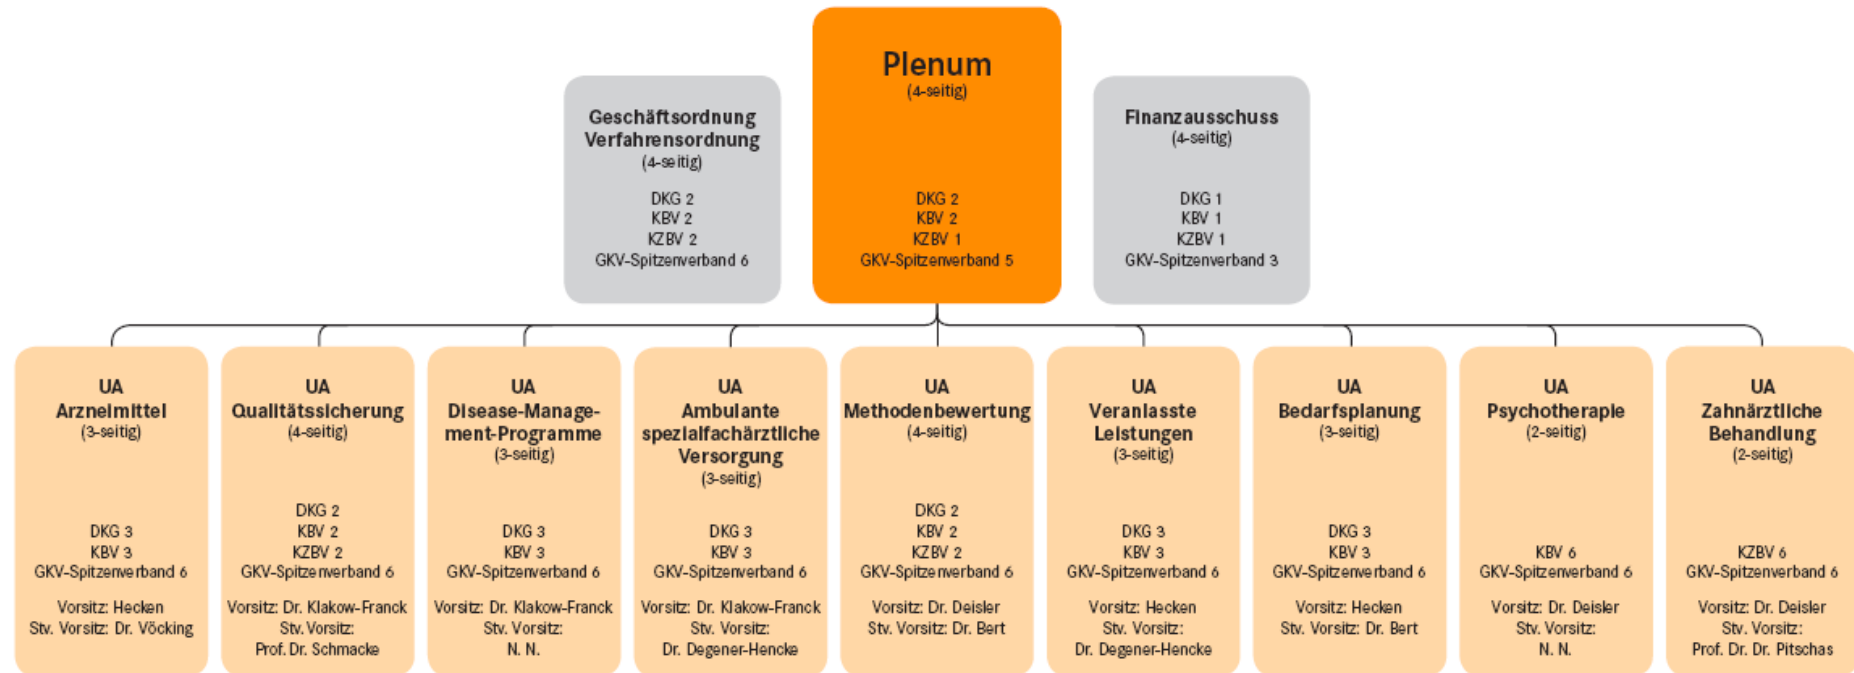 Plenum
(4-seitig)
DKG 2
KBV 2
KZBV 1
GKV-Spitzenverband 5
Geschäftsordnung
Verfahrensordnung
(4-seitig)
DKG 2
KBV 2
KZBV 2
GKV-Spitzenverband 6
Finanzausschuss
(4-seitig)
DKG 1
KBV 1
KZBV 1
GKV-Spitzenverband 3
UA
Arzneimittel
(3-seitig)
DKG 3
KBV 3
GKV-Spitzenverband 6
Vorsitz: Hecken
Stv. Vorsitz: Dr. Vöcking
UA
Qualitätssicherung
(4-seitig)
DKG 2
KBV 2
KZBV 2
GKV-Spitzenverband 6
Vorsitz: Dr. Klakow-Franck
Stv. Vorsitz:
Prof. Dr. Schmacke
UA
Disease-Manage-
ment-Programme
(3-seitig)
DKG 3
KBV 3
GKV-Spitzenverband 6
Vorsitz: Dr. Klakow-Franck
Stv. Vorsitz:
N. N.
UA
Ambulante
spezialfachärztliche
Versorgung
(3-seitig)
DKG 3
KBV 3
GKV-Spitzenverband 6
Vorsitz: Dr. Klakow-Franck
Stv. Vorsitz:
Dr. Degener-Hencke
UA
Methodenbewertung
(4-seitig)
DKG 2
KBV 2
KZBV 2
GKV-Spitzenverband 6
Vorsitz: Dr. Deisler
Stv. Vorsitz: Dr. Bert
UA
Veranlasste
Leistungen
(3-seitig)
DKG 3
KBV 3
GKV-Spitzenverband 6
Vorsitz: Hecken
Stv. Vorsitz:
Dr. Degener-Hencke
UA
Bedarfsplanung
(3-seitig)
DKG 3
KBV 3
GKV-Spitzenverband 6
Vorsitz: Hecken
Stv. Vorsitz: Dr. Bert
UA
Psychotherapie
(2-seitig)
KBV 6
GKV-Spitzenverband 6
Vorsitz: Dr. Deisler
Stv. Vorsitz:
N. N.
UA
Zahnärztliche
Behandlung
(2-seitig)
KZBV 6
GKV-Spitzenverband 6
Vorsitz: Dr. Deisler
Stv. Vorsitz:
Prof. Dr. Dr. Pitschas